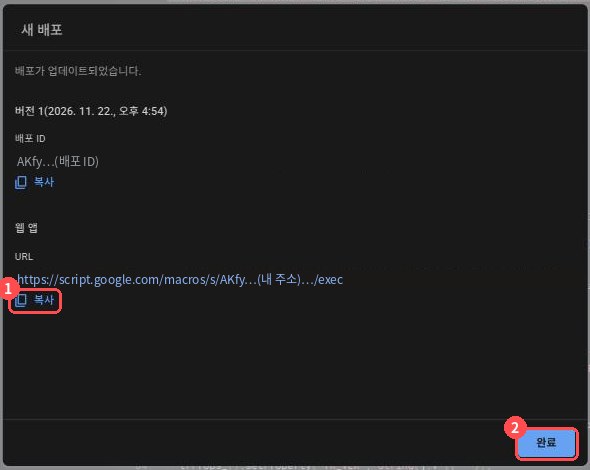 새 배포
배포가 업데이트되었습니다.
버전 1(2026. 11. 22., 오후 4:54)
배포 ID
AKfy…(배포 ID)
복사
웹 앱
URL
https://script.google.com/macros/s/AKfy…(내 주소)…/exec
1
복사
2
완료